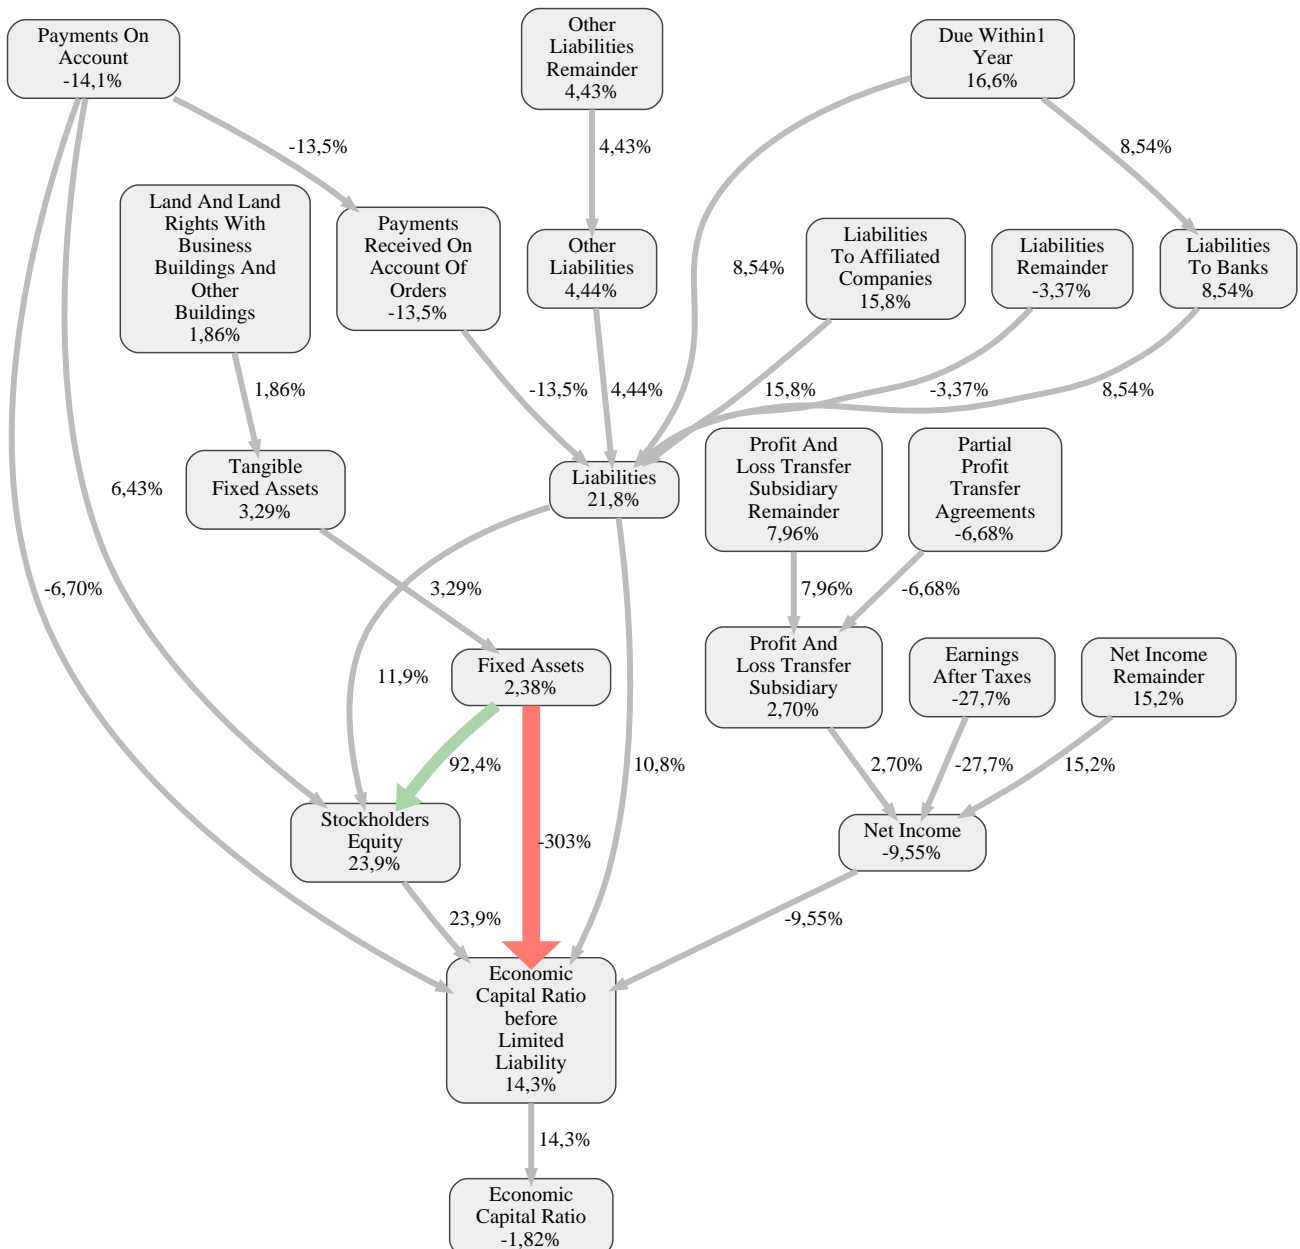 Payments On
Account
-14,1%
Other
Liabilities
Remainder
4,43%
Due Within1
Year
16,6%
-13,5%
4,43%
8,54%
Land And Land
Rights With
Business
Buildings And
Other
Buildings
1,86%
Payments
Received On
Account Of
Orders
-13,5%
Other
Liabilities
4,44%
8,54%
Liabilities
To Affiliated
Companies
15,8%
Liabilities
Remainder
-3,37%
Liabilities
To Banks
8,54%
1,86%
-13,5%
4,44%
15,8%
-3,37%
8,54%
Tangible
Fixed Assets
3,29%
6,43%
Liabilities
21,8%
Profit And
Loss Transfer
Subsidiary
Remainder
7,96%
Partial
Profit
Transfer
Agreements
-6,68%
-6,70%
3,29%
7,96%
-6,68%
Fixed Assets
2,38%
11,9%
Profit And
Loss Transfer
Subsidiary
2,70%
Earnings
After Taxes
-27,7%
Net Income
Remainder
15,2%
92,4%
10,8%
2,70%
-27,7%
15,2%
Stockholders
Equity
23,9%
-303%
Net Income
-9,55%
23,9%
-9,55%
Economic
Capital Ratio
before
Limited
Liability
14,3%
14,3%
Economic
Capital Ratio
-1,82%